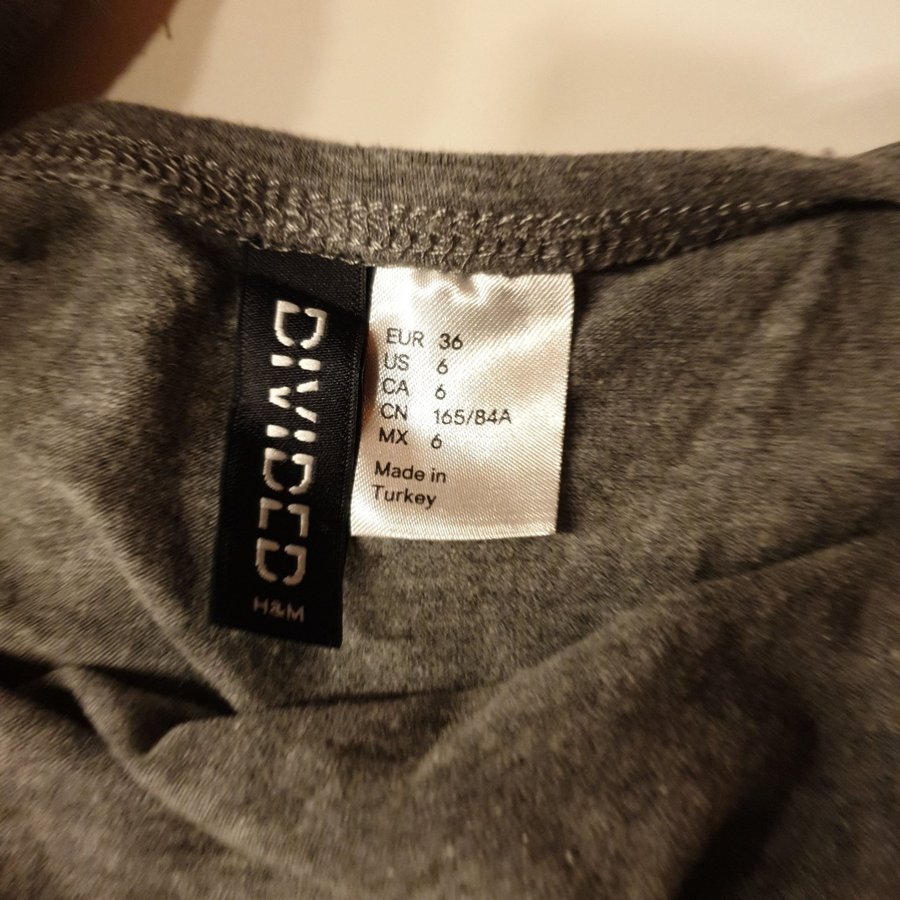 DIVIDED
H&M
EUR 36
US 6
CA 6
CN 165/84A
MX 6
Made in
Turkey